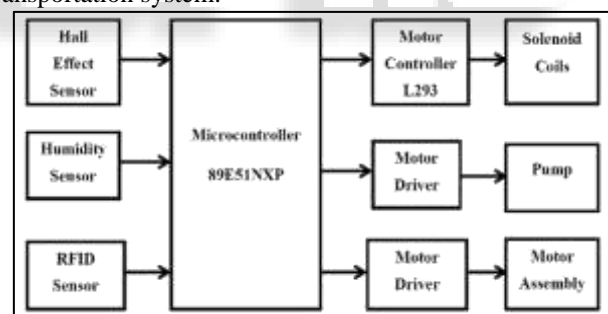 ansportation system.
Hall
Effect
Sensor
Humidity
Sensor
RFID
Sensor
Microcontroller
89E51NXP
Motor
Controller
L293
Motor
Driver
Motor
Driver
Solenoid
Coils
Pump
Motor
Assembly